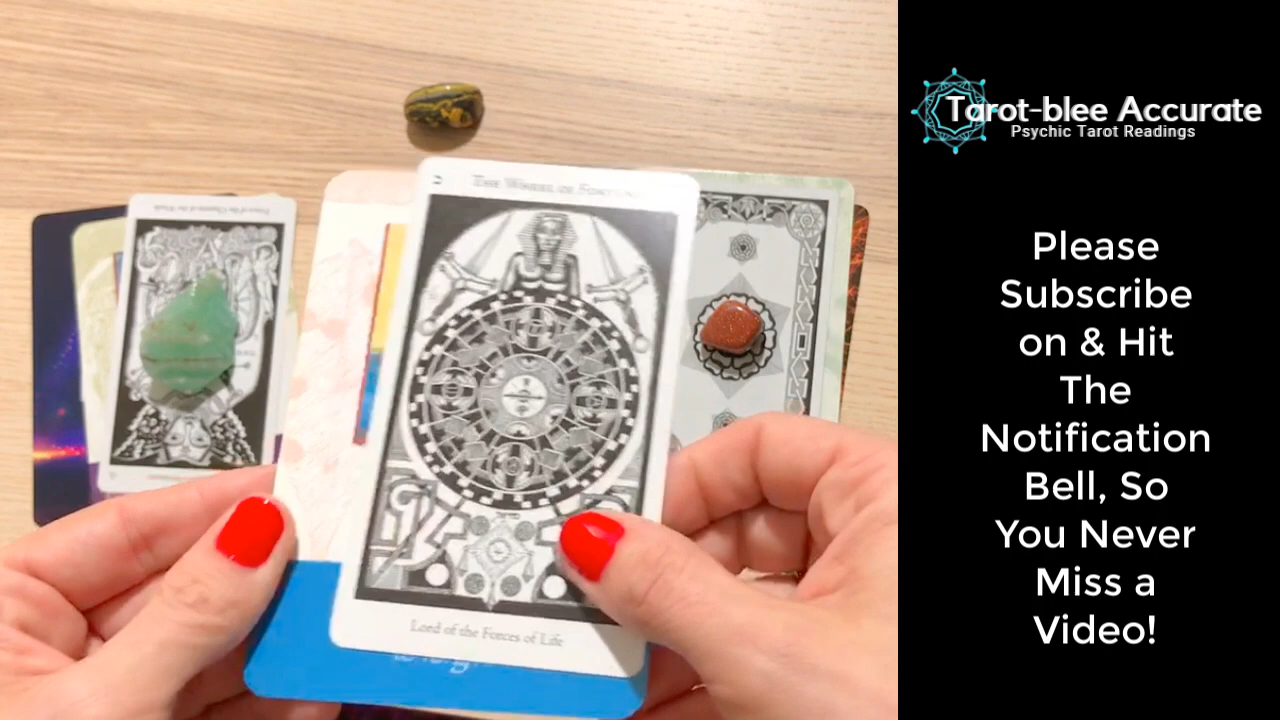 THE WHEEL OF FORTUNE
Lord of the Forces of Life
Tarot-blee Accurate
Psychic Tarot Readings
Please
Subscribe
on & Hit
The
Notification
Bell, So
You Never
Miss a
Video!